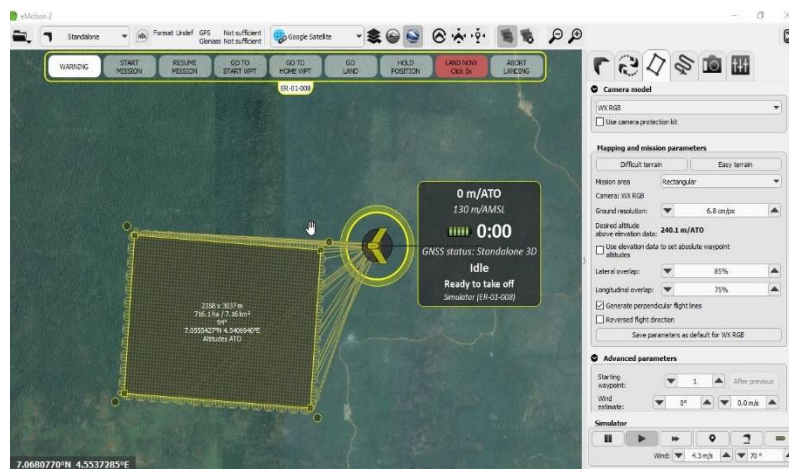 eMotion 2
Standalone
Format Undef
GPS Not sufficient
Glonass Not sufficient
Google Satellite
WARNING
START MISSION
RESUME MISSION
GO TO START WPT
GO TO HOME WPT
GO LAND
HOLD POSITION
LAND NOW Click 3x
ABORT LANDING
ER-01-008
0 m/ATO
130 m/AMSL
0:00
GNSS status: Standalone 3D
Idle
Ready to take off
Simulator (ER-01-008)
2358 x 3037 m
716.1 ha / 7.16 km²
94°
7.0555427°N 4.5406940°E
Altitudes ATO
7.0680770°N 4.5537285°E
Camera model
WX RGB
Use camera protection kit
Mapping and mission parameters
Difficult terrain
Easy terrain
Mission area
Rectangular
Camera: WX RGB
Ground resolution:
6.8 cm/px
Desired altitude
above elevation data:
240.1 m/ATO
Use elevation data to set absolute waypoint
altitudes
Lateral overlap:
85%
Longitudinal overlap:
75%
Generate perpendicular flight lines
Reversed flight direction
Save parameters as default for WX RGB
Advanced parameters
Starting
waypoint:
1
After previous
Wind
estimate:
0°
0.0 m/s
Simulator
Wind:
4.3 m/s
70 °